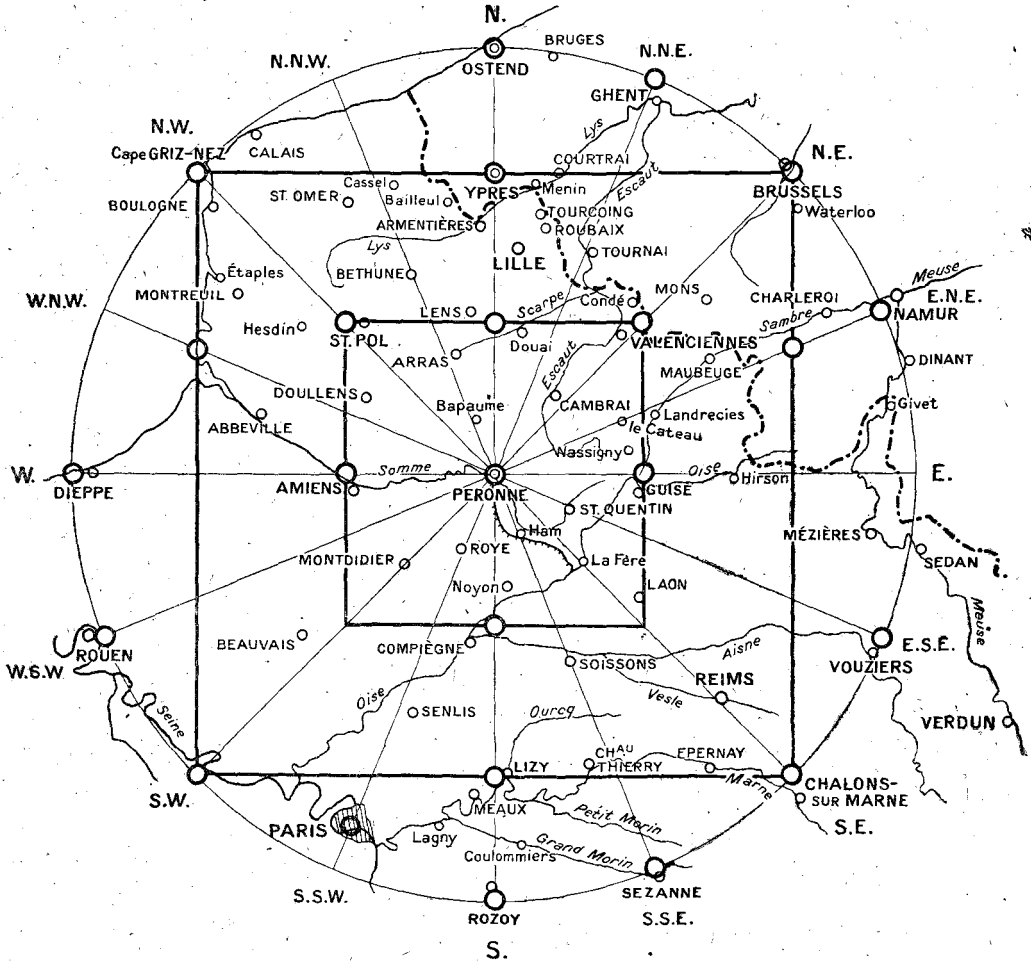 N.
BRUGES
N.N.W.
OSTEND
N.N.E.
GHENT
N.W.
Cape GRIZ-NEZ
CALAIS
Lys
COURTRAI
Escaut
N.E.
BRUSSELS
Waterloo
BOULOGNE
ST. OMER
Cassel
Bailleul
YPRES
Menin
ARMENTIÈRES
TOURCOING
ROUBAIX
Lys
LILLE
TOURNAI
Étaples
MONTREUIL
BETHUNE
Meuse
W.N.W.
E.N.E.
NAMUR
Hesdin
ST. POL
LENS
Scarpe
Condé
MONS
CHARLEROI
Sambre
ARRAS
Douai
VALENCIENNES
MAUBEUGE
DINANT
Escaut
DOULLENS
ABBEVILLE
Bapaume
CAMBRAI
Landrecies
le Cateau
Givet
Nassigny
W.
DIEPPE
AMIENS
Somme
PERONNE
GUISE
Oise
Hirson
E.
ST. QUENTIN
Ham
MONTDIDIER
ROYE
La Fère
MÉZIÈRES
SEDAN
Noyon
LAON
Meuse
ROUEN
W.S.W.
BEAUVAIS
COMPIÈGNE
Aisne
E.S.E.
VOUZIERS
SOISSONS
REIMS
Vesle
Oise
Seine
SENLIS
Ourcq
VERDUN
CHAU
THIERRY
EPERNAY
LIZY
Marne
CHALONS-
SUR MARNE
S.W.
MEAUX
Petit Morin
PARIS
Lagny
S.E.
Coulommiers
Grand Morin
S.S.W.
SEZANNE
S.S.E.
ROZOY
S.